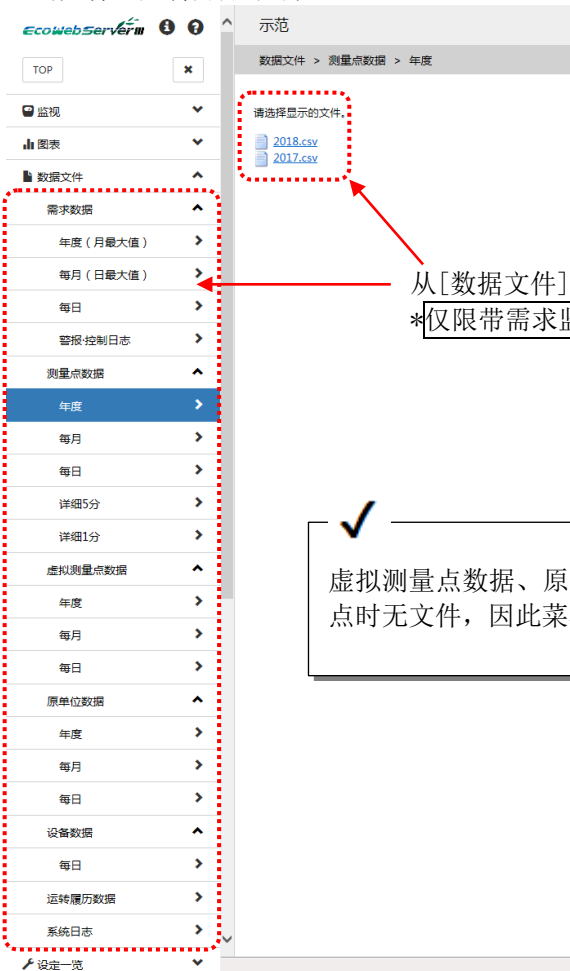 EcoWebServerIII
TOP
监视
图表
数据文件
需求数据
年度（月最大值）
每月（日最大值）
每日
警报·控制日志
测量点数据
年度
每月
每日
详细5分
详细1分
虚拟测量点数据
年度
每月
每日
原单位数据
年度
每月
每日
设备数据
每日
运转履历数据
系统日志
设定一览
示范
数据文件 > 测量点数据 > 年度
请选择显示的文件。
2018.csv
2017.csv
从[数据文件]
*仅限带需求监
虚拟测量点数据、原
点时无文件，因此菜